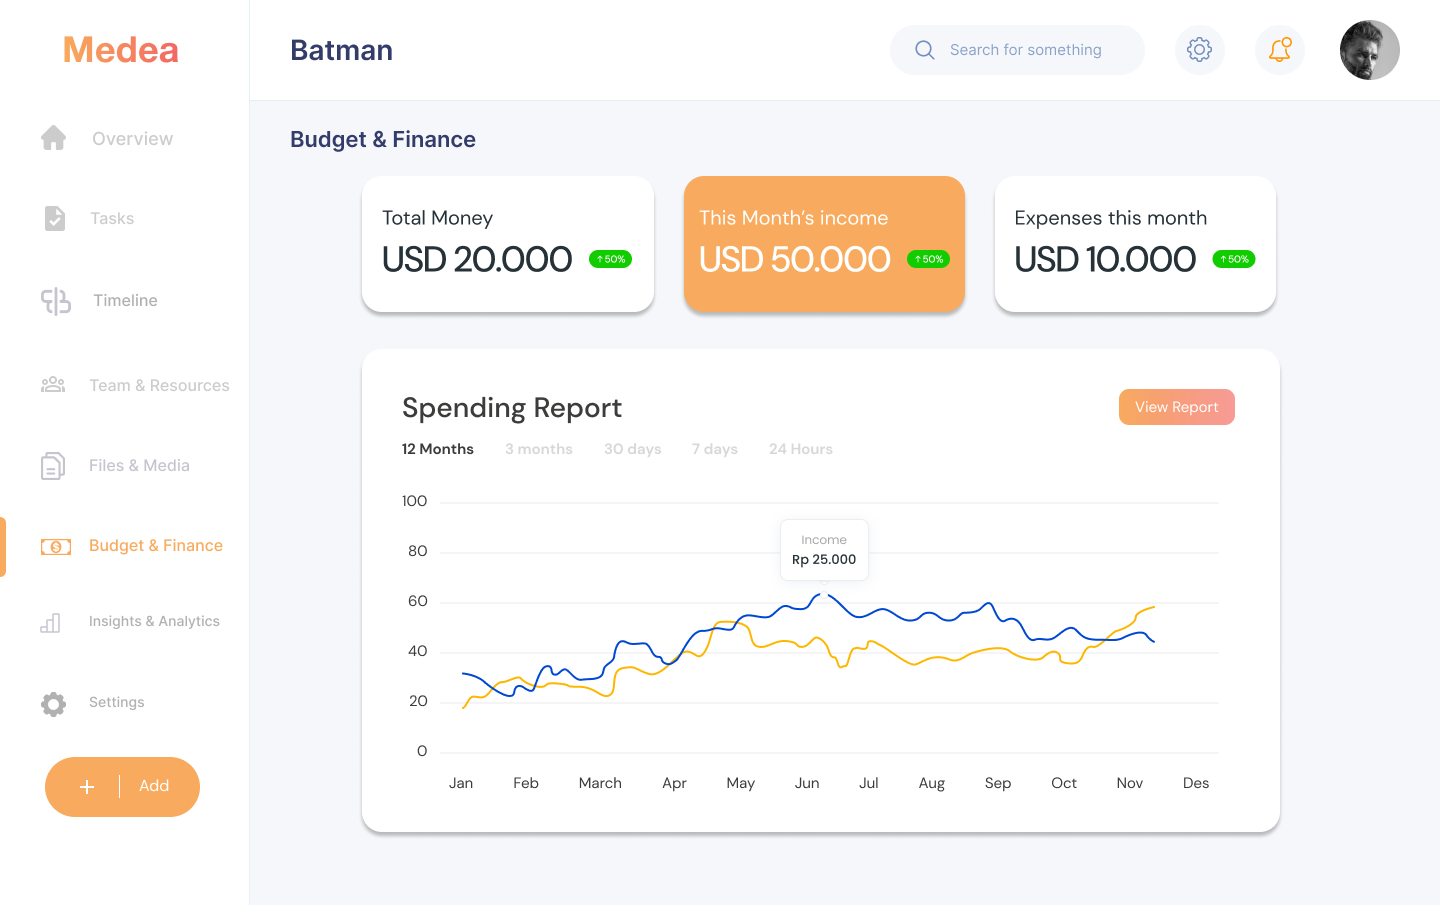 Medea
Batman
Search for something
Overview
Tasks
Timeline
Team & Resources
Files & Media
Budget & Finance
Insights & Analytics
Settings
+ Add
Budget & Finance
Total Money
USD 20.000 ↑50%
This Month’s income
USD 50.000 ↑50%
Expenses this month
USD 10.000 ↑50%
Spending Report
View Report
12 Months 3 months 30 days 7 days 24 Hours
100
80
60
40
20
0
Income
Rp 25.000
Jan Feb March Apr May Jun Jul Aug Sep Oct Nov Des